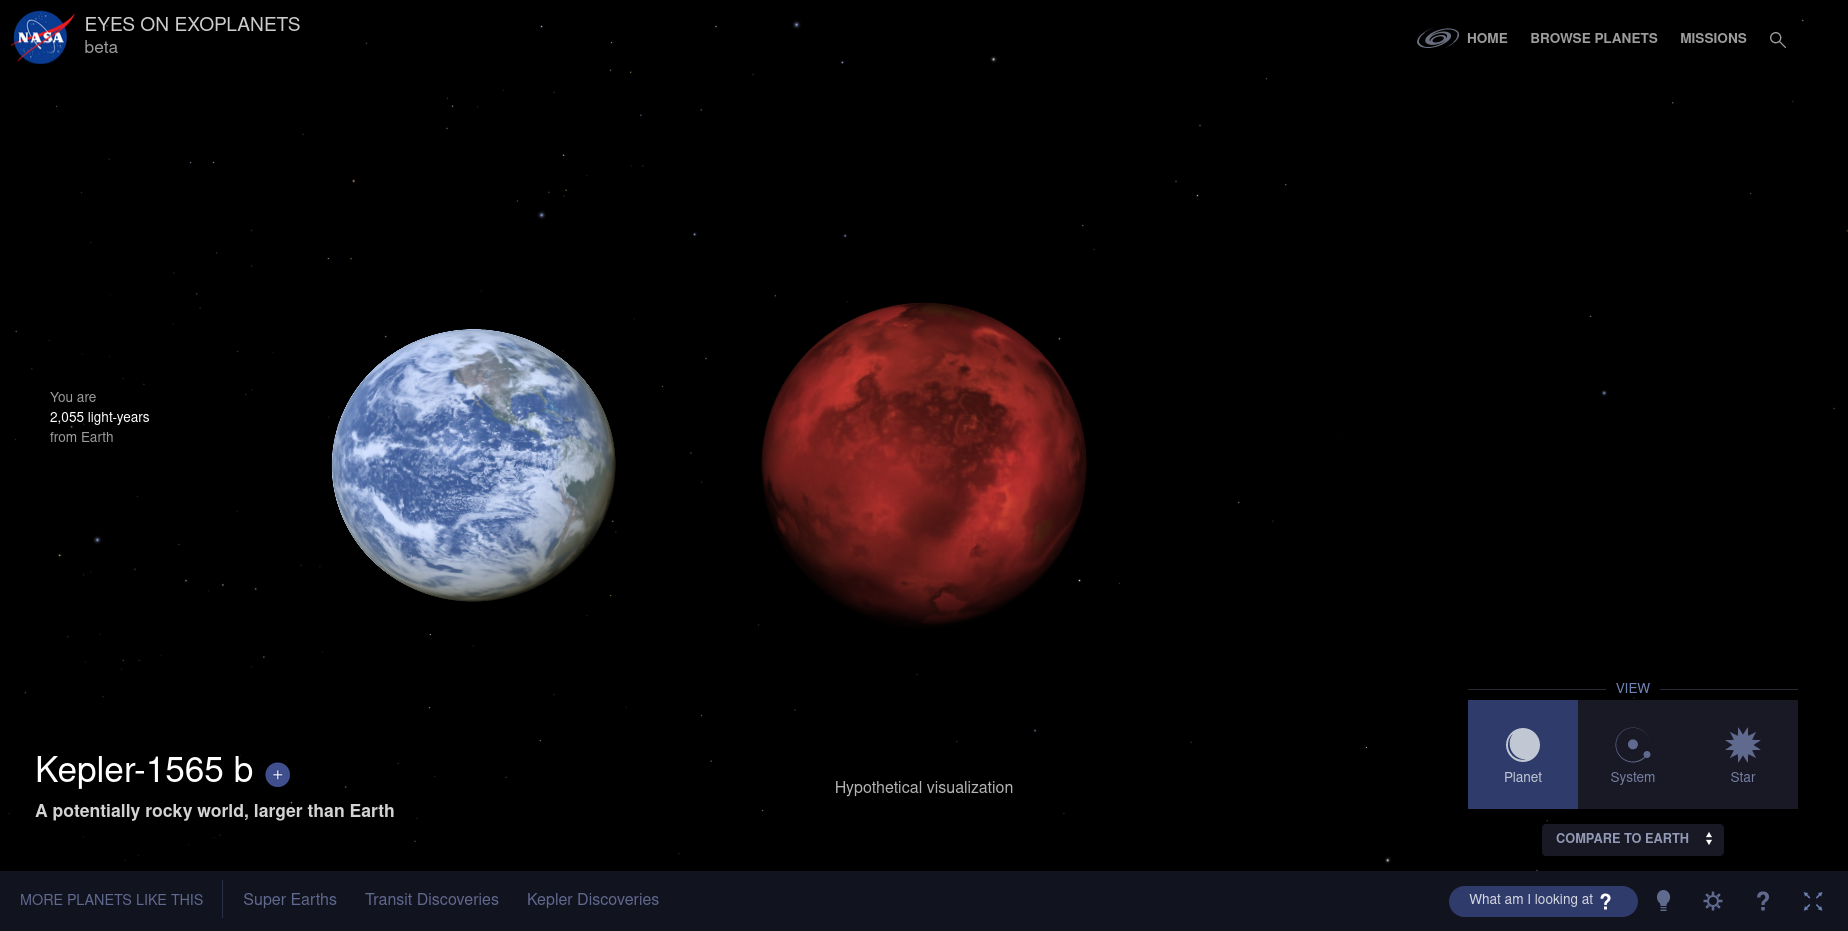 NASA
EYES ON EXOPLANETS
beta
HOME
BROWSE PLANETS
MISSIONS
You are
2,055 light-years
from Earth
VIEW
Planet
System
Star
Kepler-1565 b +
A potentially rocky world, larger than Earth
Hypothetical visualization
COMPARE TO EARTH
MORE PLANETS LIKE THIS
Super Earths
Transit Discoveries
Kepler Discoveries
What am I looking at ?
?